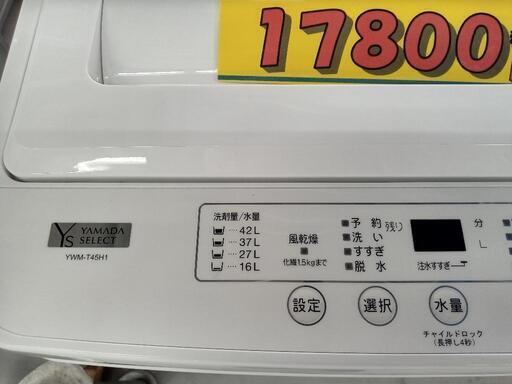 17800
YS YAMADA
SELECT
YWM-T45H1
洗剤量/水量
42L
37L
27L
16L
風乾燥
化繊1.5kgまで
予約
洗い
すすぎ
脱水
残り
分
L
注水すすぎ
設定
選択
水量
チャイルドロック
(長押し4秒)